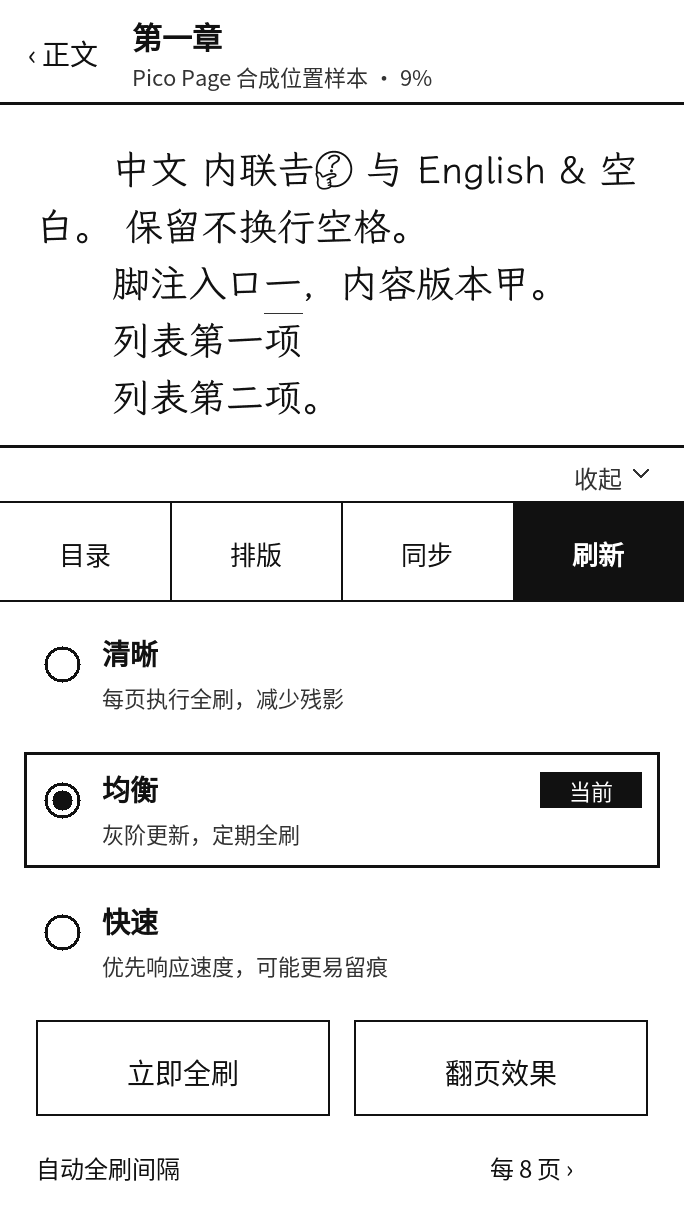 ‹ 正文
第一章
Pico Page 合成位置样本 · 9%
中文 内联吉 与 English & 空
白。 保留不换行空格。
脚注入口一, 内容版本甲。
列表第一项
列表第二项。
收起
目录
排版
同步
刷新
清晰
每页执行全刷，减少残影
均衡
当前
灰阶更新，定期全刷
快速
优先响应速度，可能更易留痕
立即全刷
翻页效果
自动全刷间隔
每 8 页 ›